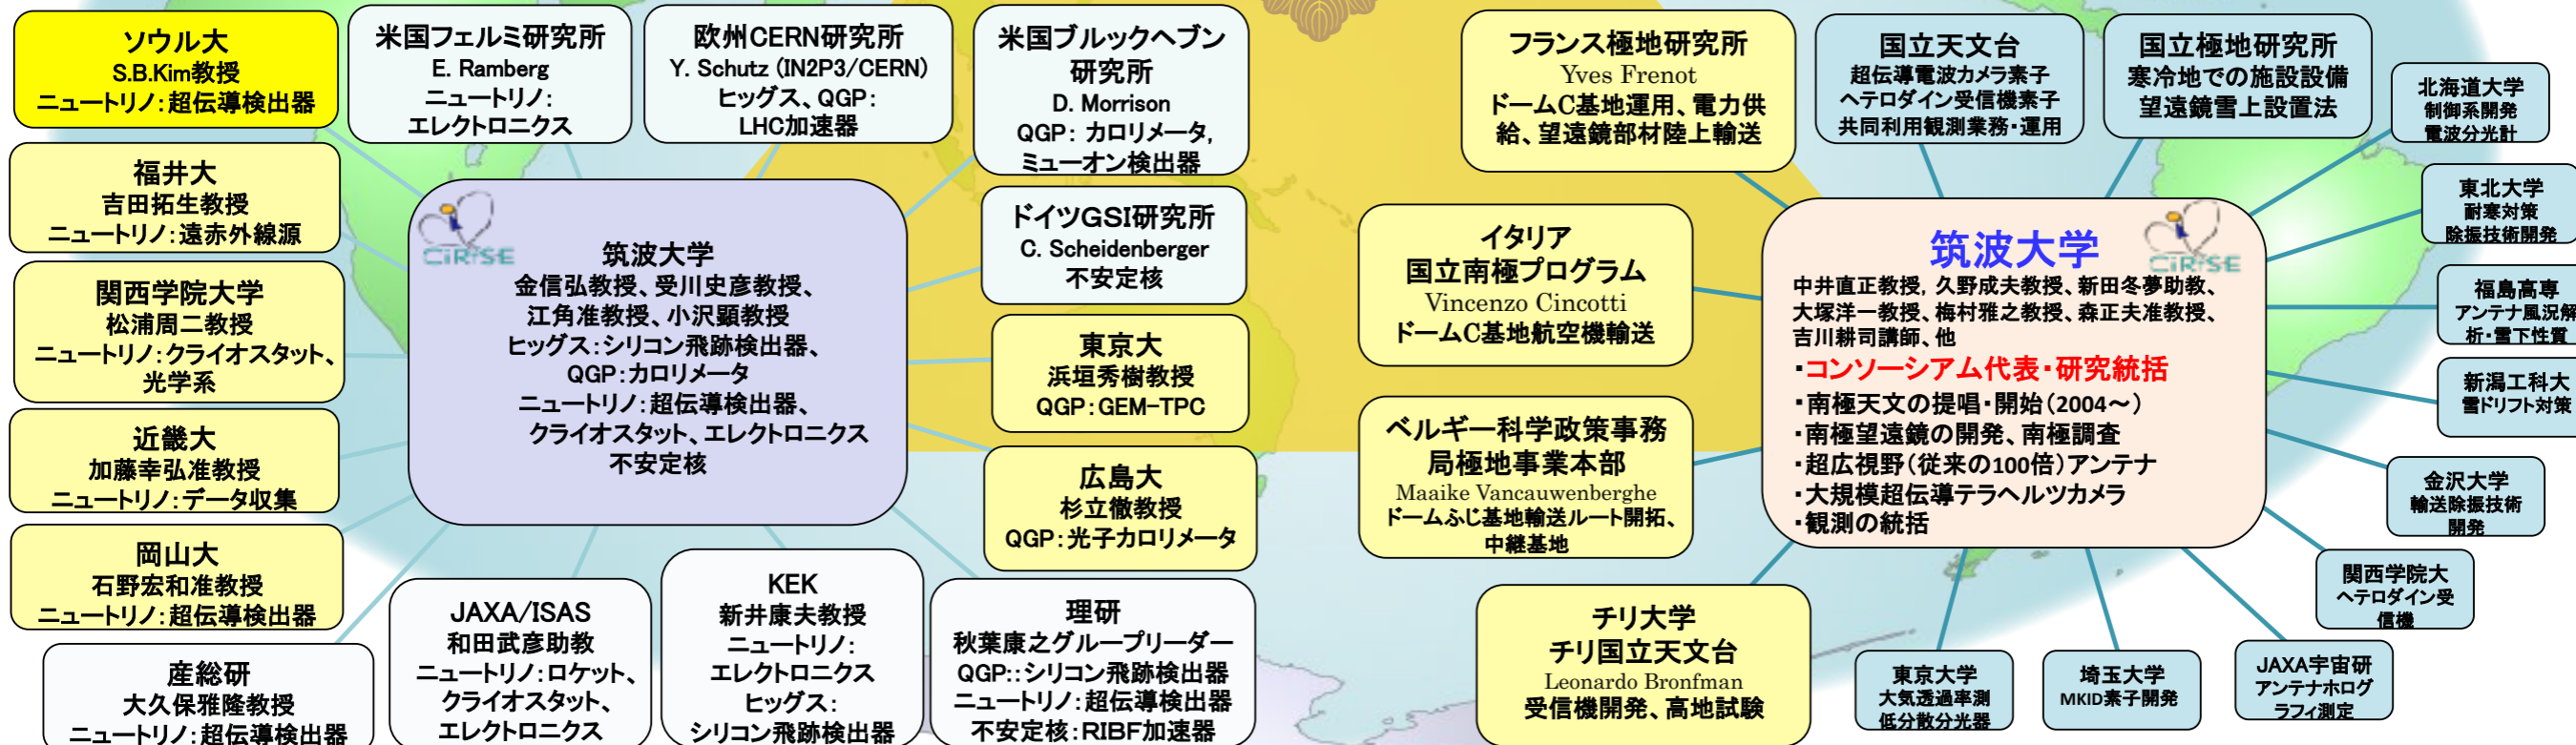 ソウル大
S.B.Kim教授
ニュートリノ：超伝導検出器
米国フェルミ研究所
E. Ramberg
ニュートリノ：
エレクトロニクス
欧州CERN研究所
Y. Schutz (IN2P3/CERN)
ヒッグス、QGP：
LHC加速器
米国ブルックヘブン
研究所
D. Morrison
QGP： カロリメータ,
ミューオン検出器
福井大
吉田拓生教授
ニュートリノ：遠赤外線源
関西学院大学
松浦周二教授
ニュートリノ：クライオスタット、
光学系
近畿大
加藤幸弘准教授
ニュートリノ：データ収集
岡山大
石野宏和准教授
ニュートリノ：超伝導検出器
産総研
大久保雅隆教授
ニュートリノ：超伝導検出器
CiRfSE
筑波大学
金信弘教授、受川史彦教授、
江角准教授、小沢顕教授
ヒッグス：シリコン飛跡検出器、
QGP：カロリメータ
ニュートリノ：超伝導検出器、
クライオスタット、エレクトロニクス
不安定核
ドイツGSI研究所
C. Scheidenberger
不安定核
東京大
浜垣秀樹教授
QGP：GEM-TPC
広島大
杉立徹教授
QGP：光子カロリメータ
JAXA/ISAS
和田武彦助教
ニュートリノ：ロケット、
クライオスタット、
エレクトロニクス
KEK
新井康夫教授
ニュートリノ：
エレクトロニクス
ヒッグス：
シリコン飛跡検出器
理研
秋葉康之グループリーダー
QGP：：シリコン飛跡検出器
ニュートリノ：超伝導検出器
不安定核：RIBF加速器
フランス極地研究所
Yves Frenot
ドームC基地運用、電力供
給、望遠鏡部材陸上輸送
イタリア
国立南極プログラム
Vincenzo Cincotti
ドームC基地航空機輸送
ベルギー科学政策事務
局極地事業本部
Maaike Vancauwenberghe
ドームふじ基地輸送ルート開拓、
中継基地
チリ大学
チリ国立天文台
Leonardo Bronfman
受信機開発、高地試験
国立天文台
超伝導電波カメラ素子
ヘテロダイン受信機素子
共同利用観測業務・運用
国立極地研究所
寒冷地での施設設備
望遠鏡雪上設置法
筑波大学
CiRfSE
中井直正教授, 久野成夫教授、新田冬夢助教、
大塚洋一教授、梅村雅之教授、森正夫准教授、
吉川耕司講師、他
・コンソーシアム代表・研究統括
・南極天文の提唱・開始（2004～）
・南極望遠鏡の開発、南極調査
・超広視野（従来の100倍）アンテナ
・大規模超伝導テラヘルツカメラ
・観測の統括
北海道大学
制御系開発
電波分光計
東北大学
耐寒対策
除振技術開発
福島高専
アンテナ風況解
析・雪下性質
新潟工科大
雪ドリフト対策
金沢大学
輸送除振技術
開発
関西学院大
ヘテロダイン受
信機
JAXA宇宙研
アンテナホログ
ラフィ測定
埼玉大学
MKID素子開発
東京大学
大気透過率測
低分散分光器